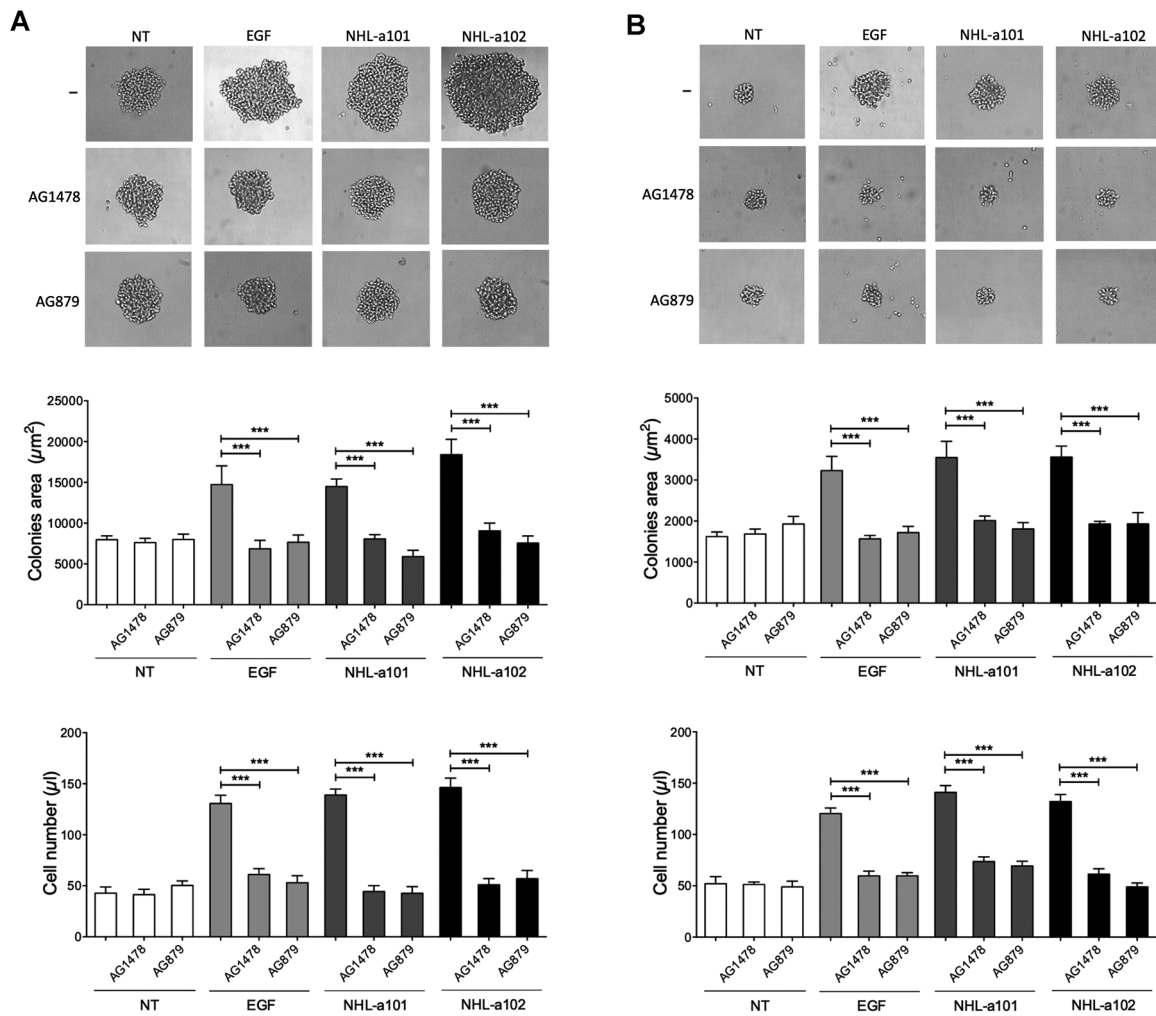 A
NT EGF NHL-a101 NHL-a102
–
AG1478
AG879
B
NT EGF NHL-a101 NHL-a102
–
AG1478
AG879
Colonies area (µm²)
25000
20000
15000
10000
5000
0
*** *** *** *** *** ***
AG1478 AG879 AG1478 AG879 AG1478 AG879 AG1478 AG879
NT EGF NHL-a101 NHL-a102
Colonies area (µm²)
5000
4000
3000
2000
1000
0
*** *** *** *** *** ***
AG1478 AG879 AG1478 AG879 AG1478 AG879 AG1478 AG879
NT EGF NHL-a101 NHL-a102
Cell number (µl)
200
150
100
50
0
*** *** *** *** *** ***
AG1478 AG879 AG1478 AG879 AG1478 AG879 AG1478 AG879
NT EGF NHL-a101 NHL-a102
Cell number (µl)
200
150
100
50
0
*** *** *** *** *** ***
AG1478 AG879 AG1478 AG879 AG1478 AG879 AG1478 AG879
NT EGF NHL-a101 NHL-a102